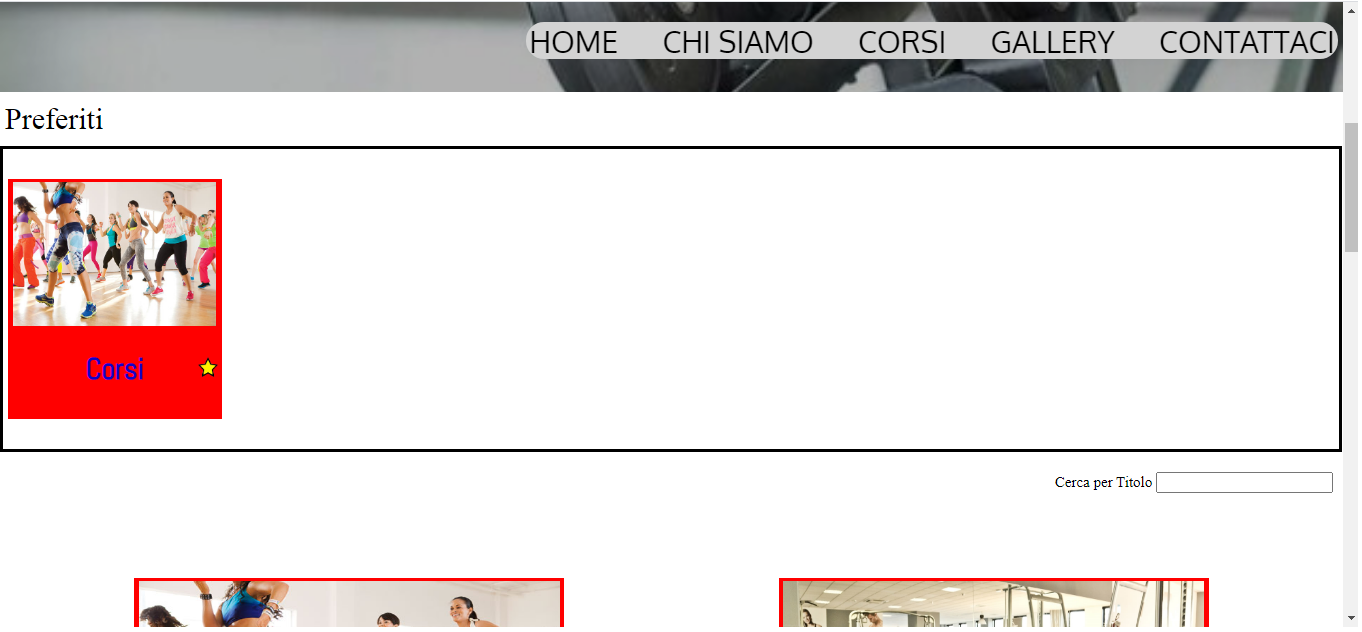 HOME CHI SIAMO CORSI GALLERY CONTATTACI
Preferiti
Corsi
Cerca per Titolo